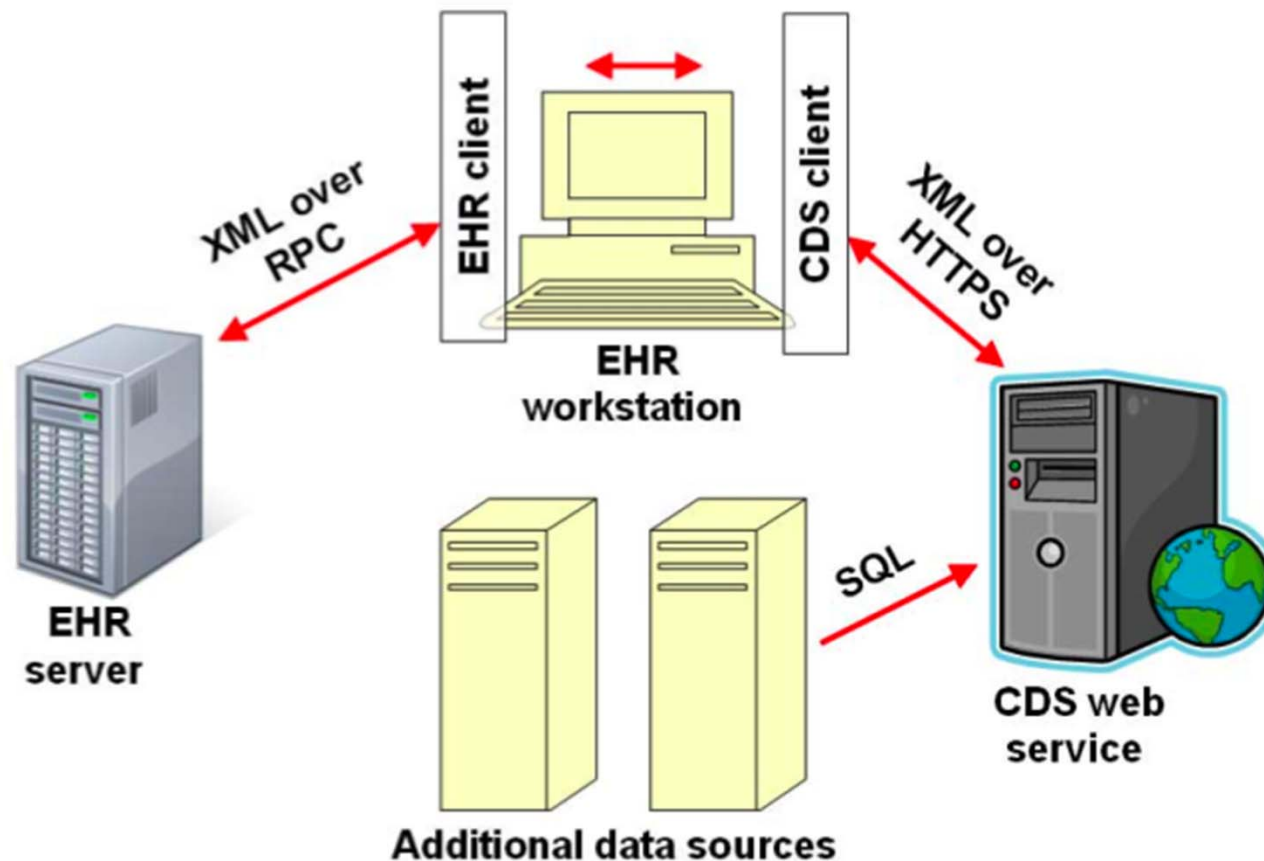 EHR client
CDS client
XML over
RPC
XML over
HTTPS
EHR
workstation
EHR
server
SQL
CDS web
service
Additional data sources